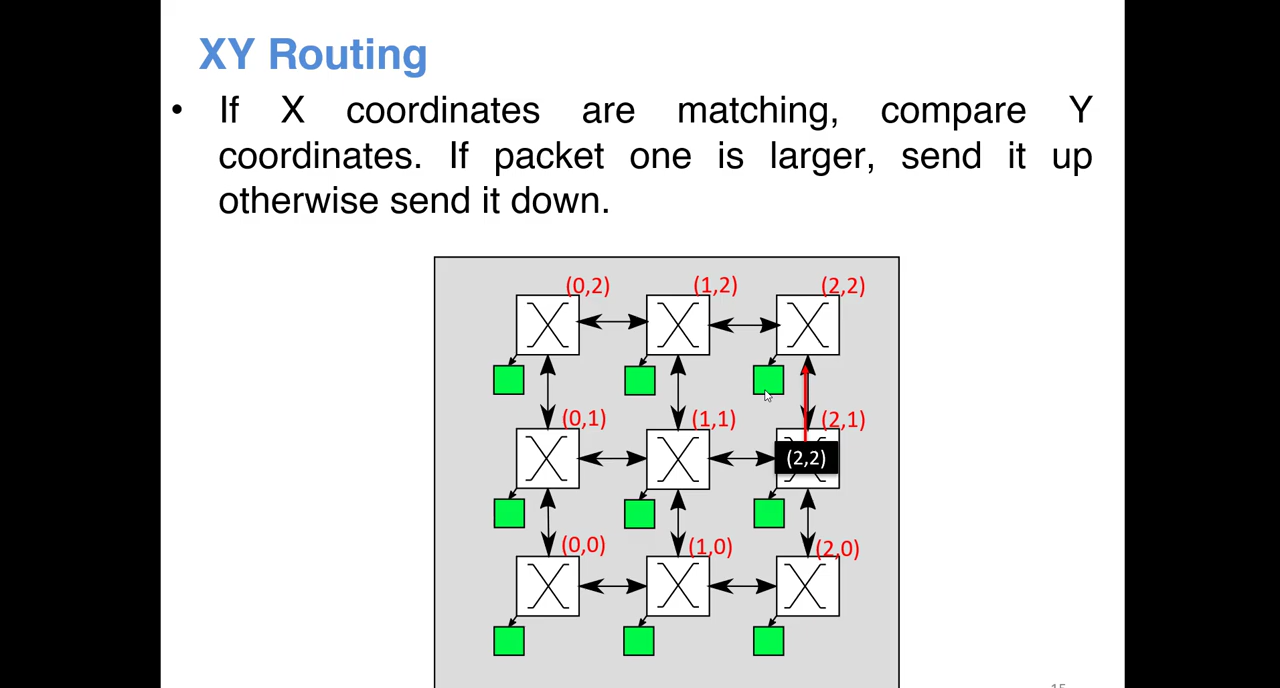 XY Routing
• If X coordinates are matching, compare Y
coordinates. If packet one is larger, send it up
otherwise send it down.
(0,2) (1,2) (2,2)
(0,1) (1,1) (2,1)
(2,2)
(0,0) (1,0) (2,0)